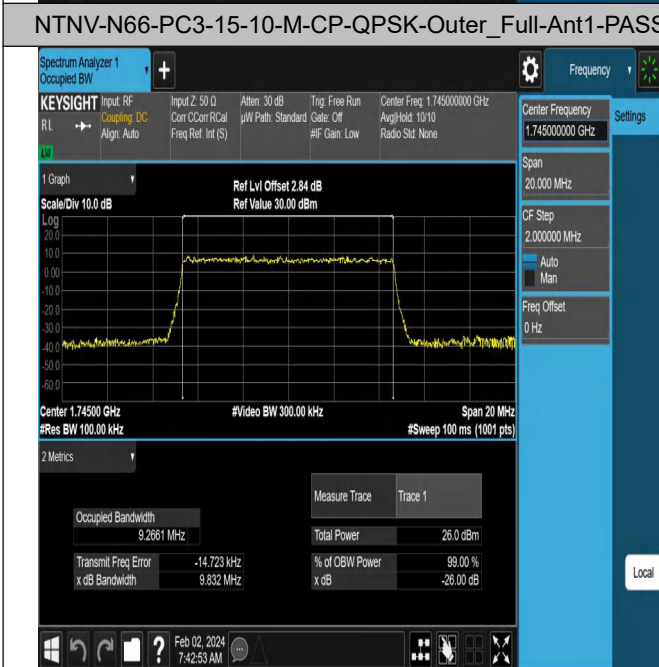 NTNV-N66-PC3-15-10-M-CP-QPSK-Outer_Full-Ant1-PASS
Spectrum Analyzer 1
Occupied BW
+
Frequency
KEYSIGHT
RL
LXI
Input: RF
Coupling: DC
Align: Auto
Input Z: 50 Ω
Corr CCorr RCal
Freq Ref: Int (S)
Atten: 30 dB
µW Path: Standard
Trig: Free Run
Gate: Off
#IF Gain: Low
Center Freq: 1.745000000 GHz
Avg|Hold: 10/10
Radio Std: None
Center Frequency
1.745000000 GHz
Settings
Span
20.000 MHz
CF Step
2.000000 MHz
Auto
Man
Freq Offset
0 Hz
1 Graph
Scale/Div 10.0 dB
Ref Lvl Offset 2.84 dB
Ref Value 30.00 dBm
Log
20.0
10.0
0.00
-10.0
-20.0
-30.0
-40.0
-50.0
-60.0
Center 1.74500 GHz
#Res BW 100.00 kHz
#Video BW 300.00 kHz
Span 20 MHz
#Sweep 100 ms (1001 pts)
2 Metrics
Measure Trace Trace 1
Occupied Bandwidth
9.2661 MHz
Total Power 26.0 dBm
Transmit Freq Error -14.723 kHz
% of OBW Power 99.00 %
x dB Bandwidth 9.832 MHz
x dB -26.00 dB
Local
?
Feb 02, 2024
7:42:53 AM